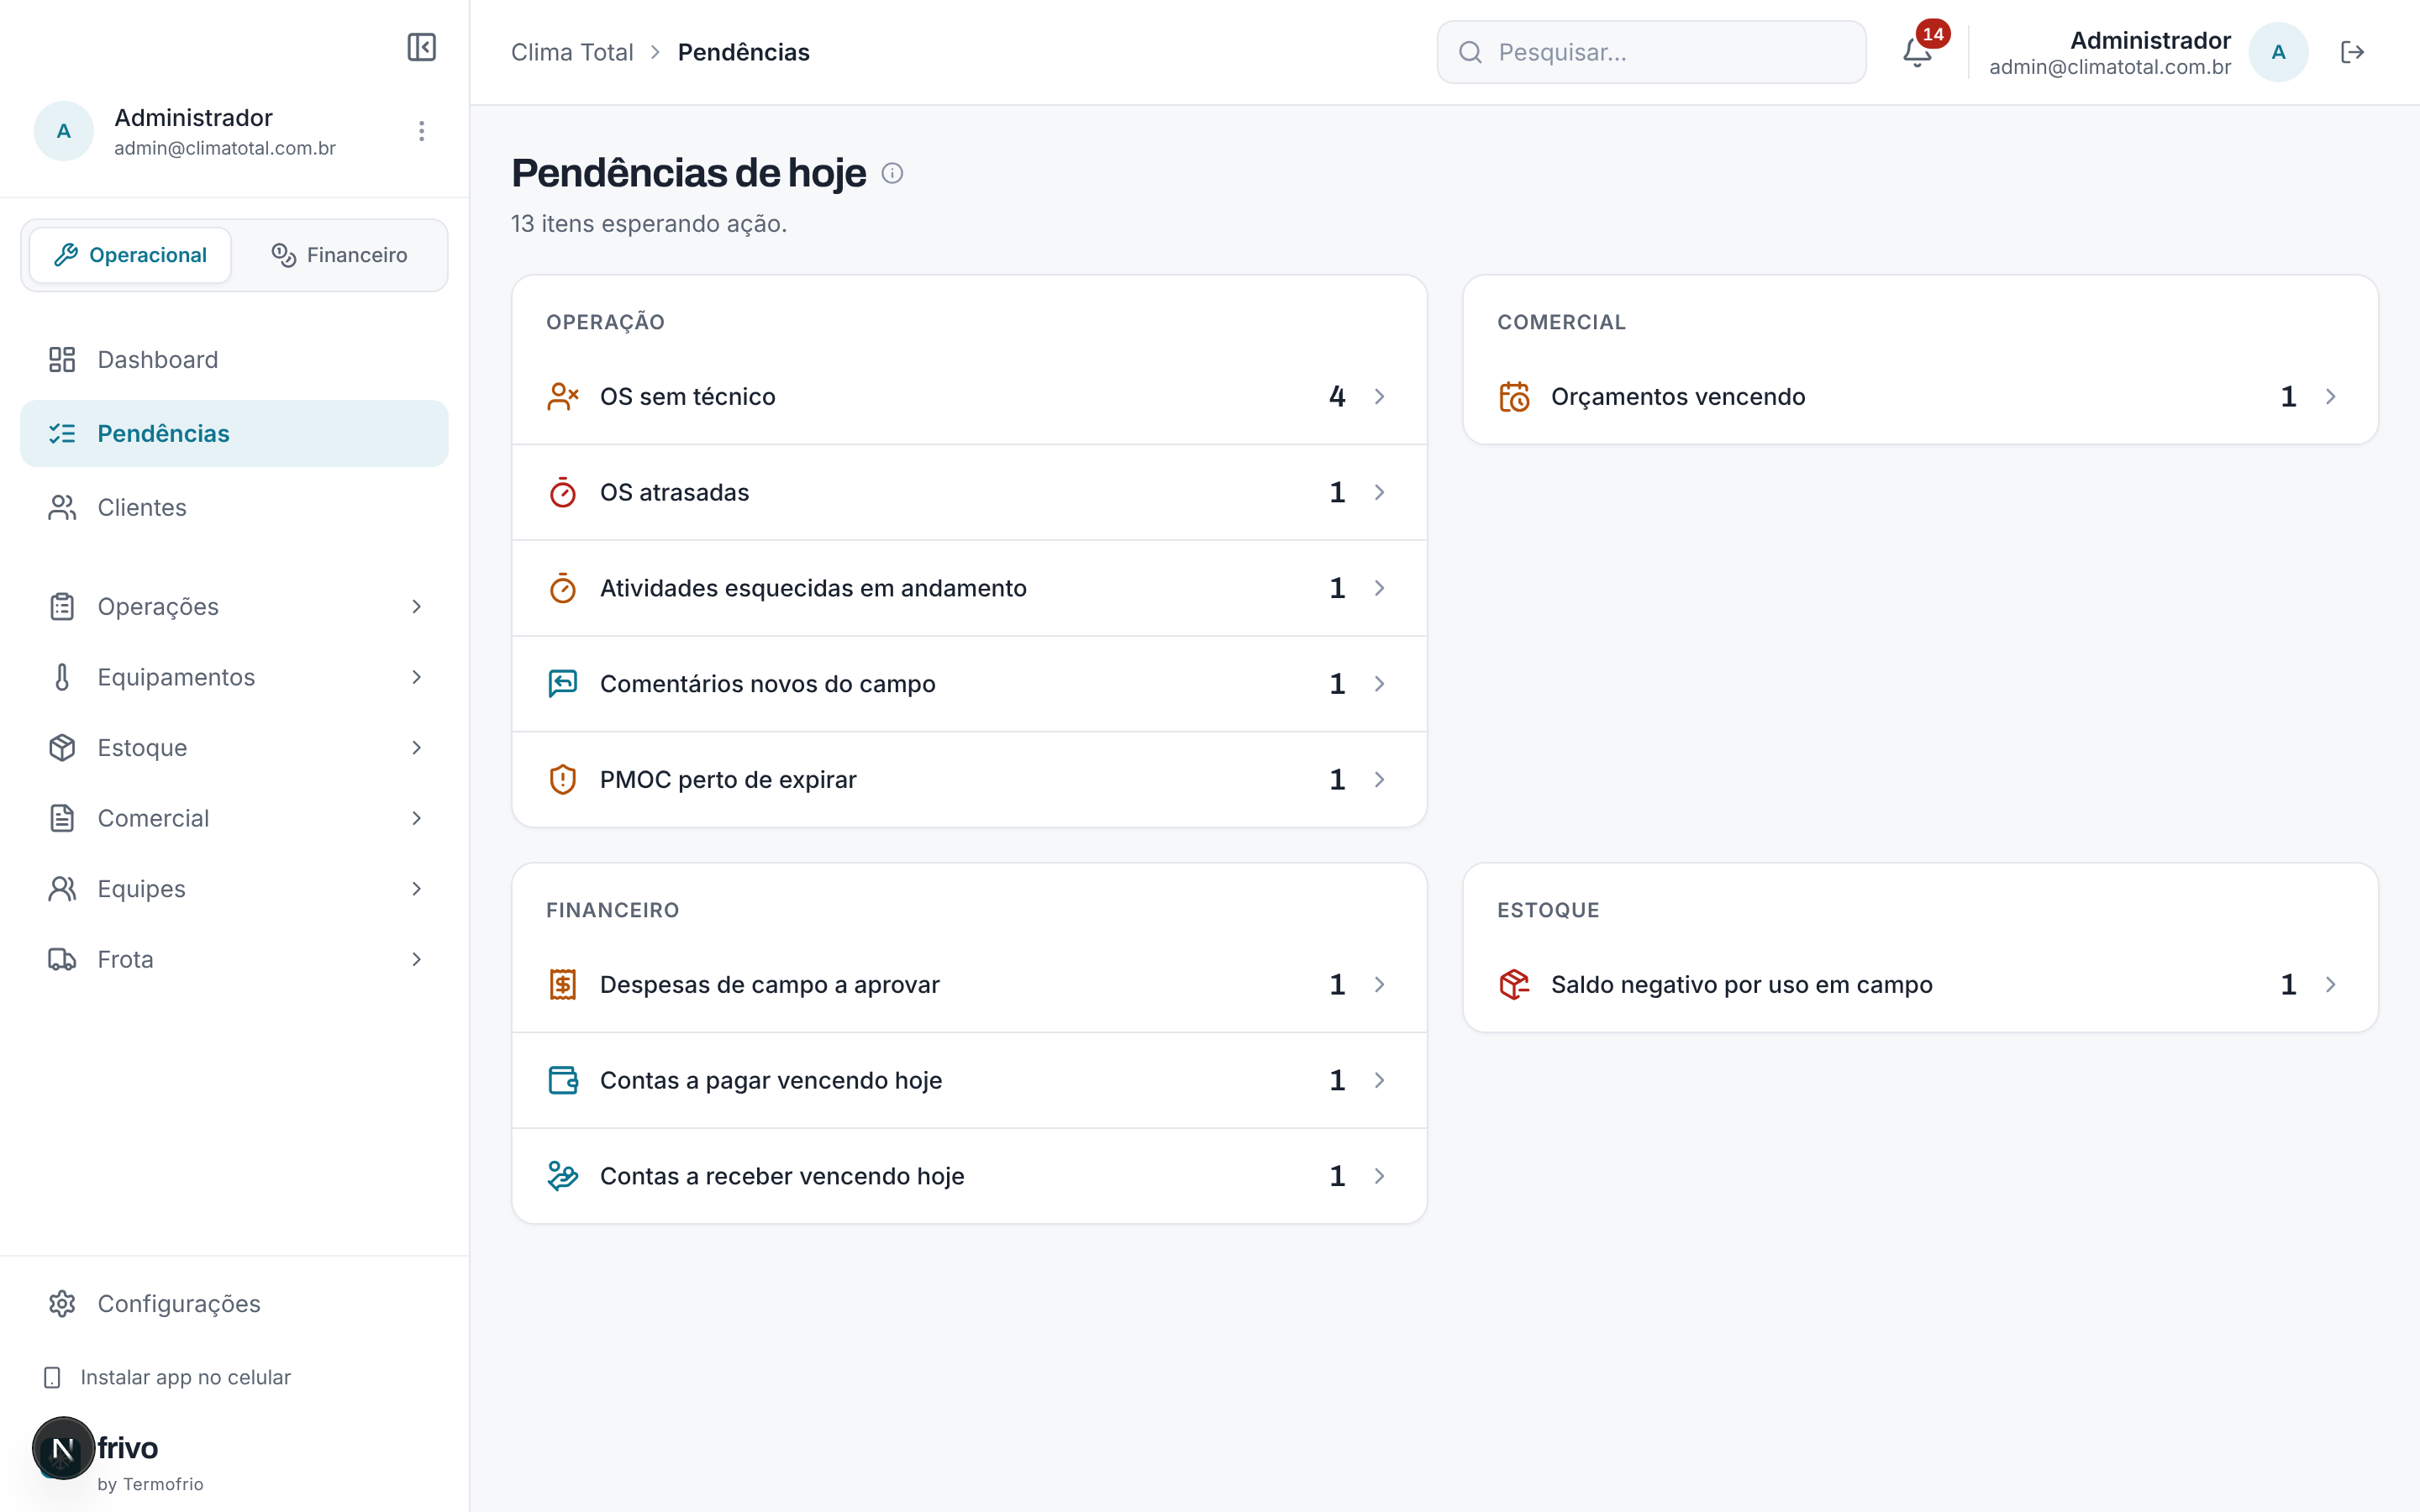 Clima Total > Pendências
Pesquisar...
14
Administrador
admin@climatotal.com.br
A
A
Administrador
admin@climatotal.com.br
Operacional
Financeiro
Dashboard
Pendências
Clientes
Operações
Equipamentos
Estoque
Comercial
Equipes
Frota
Configurações
Instalar app no celular
N
frivo
by Termofrio
Pendências de hoje
13 itens esperando ação.
OPERAÇÃO
OS sem técnico 4
OS atrasadas 1
Atividades esquecidas em andamento 1
Comentários novos do campo 1
PMOC perto de expirar 1
COMERCIAL
Orçamentos vencendo 1
FINANCEIRO
Despesas de campo a aprovar 1
Contas a pagar vencendo hoje 1
Contas a receber vencendo hoje 1
ESTOQUE
Saldo negativo por uso em campo 1